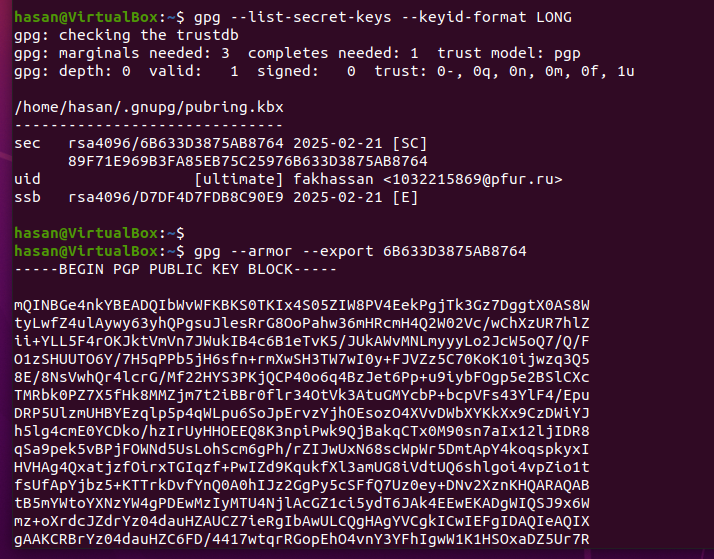 hasan@VirtualBox:~$ gpg --list-secret-keys --keyid-format LONG
gpg: checking the trustdb
gpg: marginals needed: 3  completes needed: 1  trust model: pgp
gpg: depth: 0  valid:   1  signed:   0  trust: 0-, 0q, 0n, 0m, 0f, 1u
/home/hasan/.gnupg/pubring.kbx
------------------------------
sec   rsa4096/6B633D3875AB8764 2025-02-21 [SC]
      89F71E969B3FA85EB75C25976B633D3875AB8764
uid                 [ultimate] fakhassan <1032215869@pfur.ru>
ssb   rsa4096/D7DF4D7FDB8C90E9 2025-02-21 [E]
hasan@VirtualBox:~$
hasan@VirtualBox:~$ gpg --armor --export 6B633D3875AB8764
-----BEGIN PGP PUBLIC KEY BLOCK-----
mQINBGe4nkYBEADQIbWvWFKBKS0TKIx4S05ZIW8PV4EekPgjTk3Gz7DggtX0AS8W
tyLwfZ4ulAywy63yhQPgsuJlesRrG8OoPahw36mHRcmH4Q2W02Vc/wChXzUR7hlZ
ii+YLL5F4rOKJktVmVn7JWukIB4c6B1eTvK5/JUkAWvMNLmyyyLo2JcW5oQ7/Q/F
O1zSHUUTO6Y/7H5qPPb5jH6sfn+rmXwSH3TW7wI0y+FJVZz5C70KoK10ijwzq3Q5
8E/8NsVwhQr4lcrG/Mf22HYS3PKjQCP40o6q4BzJet6Pp+u9iybFOgp5e2BSlCXc
TMRbk0PZ7X5fHk8MMZjm7t2iBBr0flr34OtVk3AtuGMYcbP+bcpVFs43YlF4/Epu
DRP5UlzmUHBYEzqlp5p4qWLpu6SoJpErvzYjhOEsozO4XVvDWbXYKkXx9CzDWiYJ
h5lg4cmE0YCDko/hzIrUyHHOEEQ8K3npiPwk9QjBakqCTx0M90sn7aIx12ljIDR8
qSa9pek5vBPjFOWNd5UsLohScm6gPh/rZIJwUxN68scWpWr5DmtApY4koqspkyxI
HVHAg4QxatjzfOirxTGIqzf+PwIZd9KqukfXl3amUG8iVdtUQ6shlgoi4vpZio1t
fsUfApYjbz5+KTTrkDvfYnQ0A0hIJz2GgPy5cSFfQ7Uz0ey+DNv2XznKHQARAQAB
tB5mYWtoYXNzYW4gPDEwMzIyMTU4NjlAcGZ1ci5ydT6JAk4EEwEKADgWIQSJ9x6W
mz+oXrdcJZdrYz04dauHZAUCZ7ieRgIbAwULCQgHAgYVCgkICwIEFgIDAQIeAQIX
gAAKCRBrYz04dauHZC6FD/4417wtqrRGopEhO4vnY3YFhIgwW1K1HSOxaDZ5Ur7R